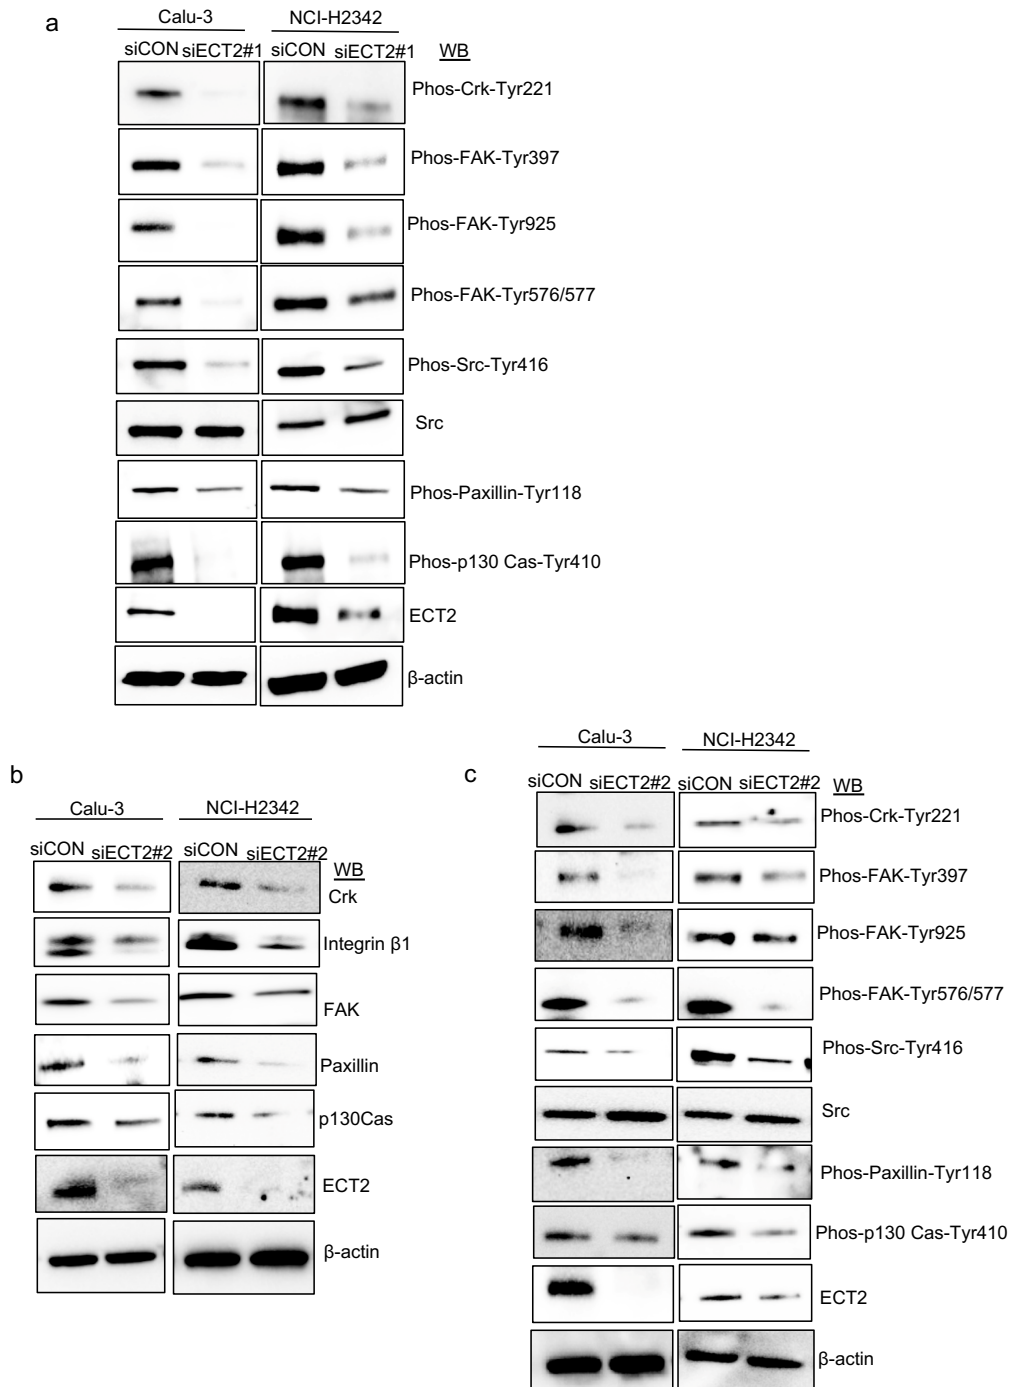 a
Calu-3 NCI-H2342
siCON siECT2#1 siCON siECT2#1 WB
Phos-Crk-Tyr221
Phos-FAK-Tyr397
Phos-FAK-Tyr925
Phos-FAK-Tyr576/577
Phos-Src-Tyr416
Src
Phos-Paxillin-Tyr118
Phos-p130 Cas-Tyr410
ECT2
β-actin
b
Calu-3 NCI-H2342
siCON siECT2#2 siCON siECT2#2
WB
Crk
Integrin β1
FAK
Paxillin
p130Cas
ECT2
β-actin
c
Calu-3 NCI-H2342
siCON siECT2#2 siCON siECT2#2 WB
Phos-Crk-Tyr221
Phos-FAK-Tyr397
Phos-FAK-Tyr925
Phos-FAK-Tyr576/577
Phos-Src-Tyr416
Src
Phos-Paxillin-Tyr118
Phos-p130 Cas-Tyr410
ECT2
β-actin